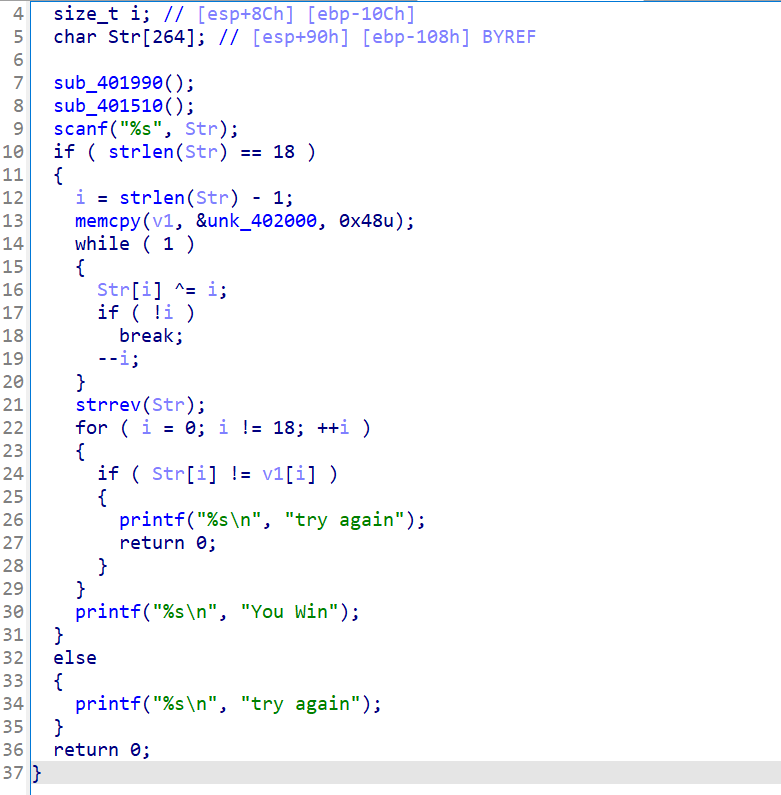 4 size_t i; // [esp+8Ch] [ebp-10Ch]
5 char Str[264]; // [esp+90h] [ebp-108h] BYREF
6
7 sub_401990();
8 sub_401510();
9 scanf("%s", Str);
10 if ( strlen(Str) == 18 )
11 {
12 i = strlen(Str) - 1;
13 memcpy(v1, &unk_402000, 0x48u);
14 while ( 1 )
15 {
16 Str[i] ^= i;
17 if ( !i )
18 break;
19 --i;
20 }
21 strrev(Str);
22 for ( i = 0; i != 18; ++i )
23 {
24 if ( Str[i] != v1[i] )
25 {
26 printf("%s\n", "try again");
27 return 0;
28 }
29 }
30 printf("%s\n", "You Win");
31 }
32 else
33 {
34 printf("%s\n", "try again");
35 }
36 return 0;
37 }